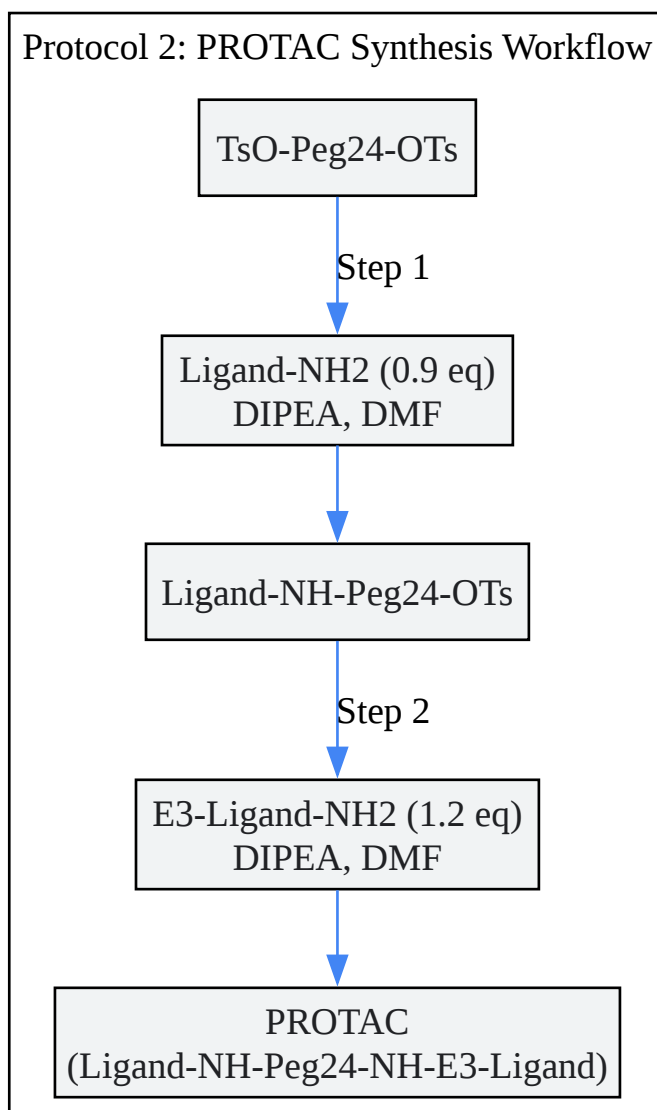 Protocol 2: PROTAC Synthesis Workflow
TsO-Peg24-OTs
Step 1
Ligand-NH2 (0.9 eq)
DIPEA, DMF
Ligand-NH-Peg24-OTs
Step 2
E3-Ligand-NH2 (1.2 eq)
DIPEA, DMF
PROTAC
(Ligand-NH-Peg24-NH-E3-Ligand)